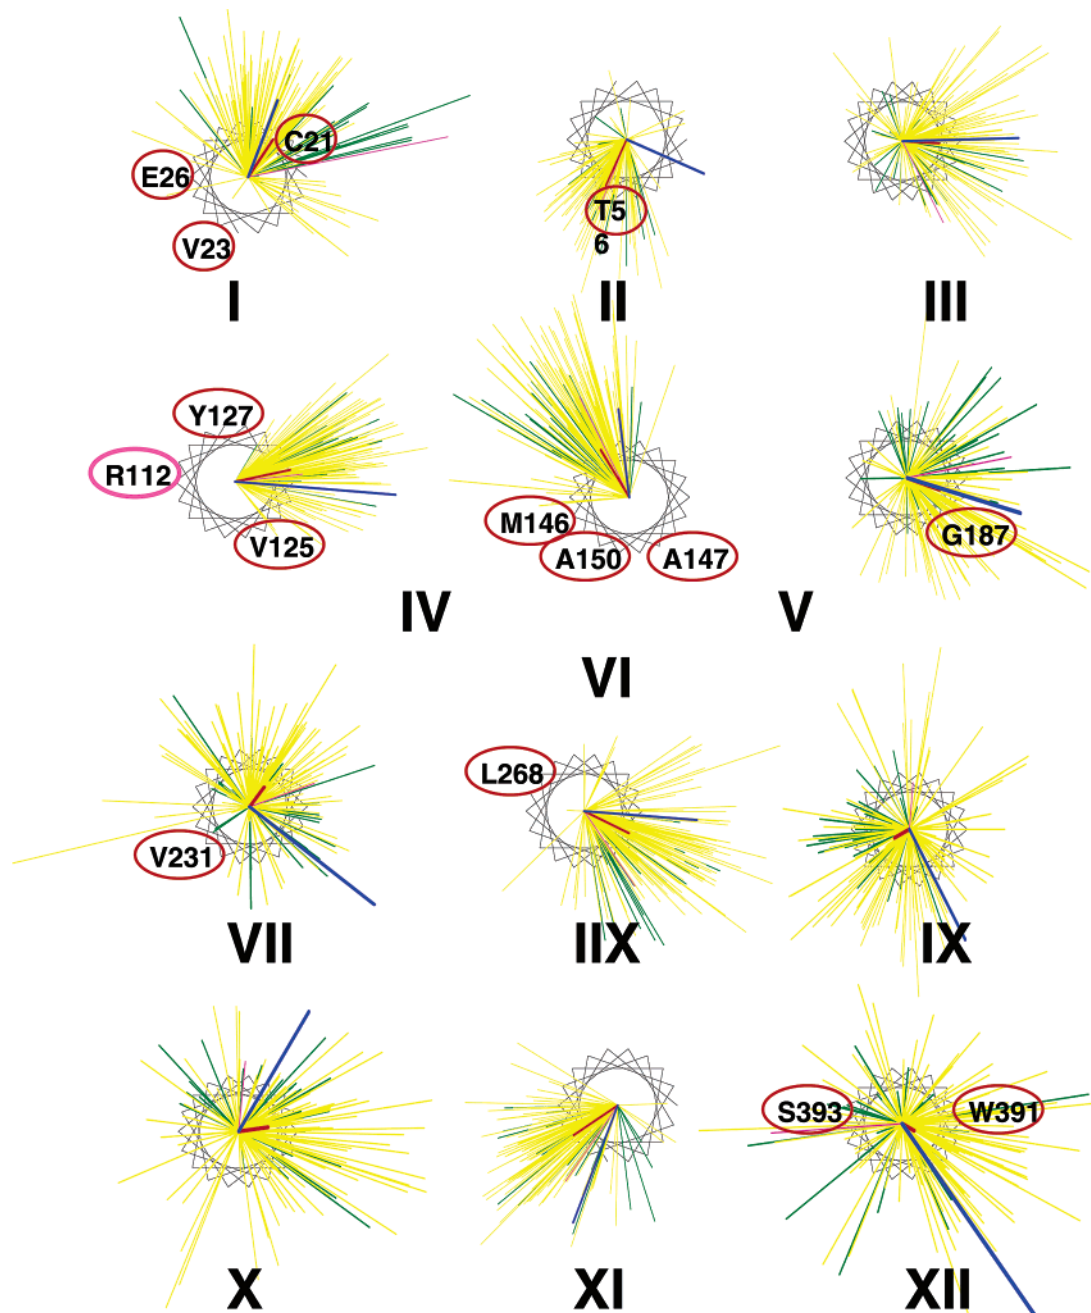 C21
E26
V23
T5
6
I
II
III
Y127
R112
V125
M146
A150
A147
G187
IV
V
VI
L268
V231
VII
IIX
IX
S393
W391
X
XI
XII